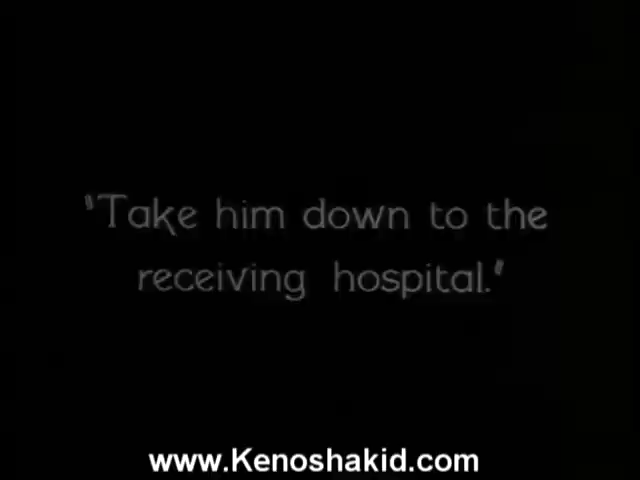 "Take him down to the
receiving hospital."
www.Kenoshakid.com